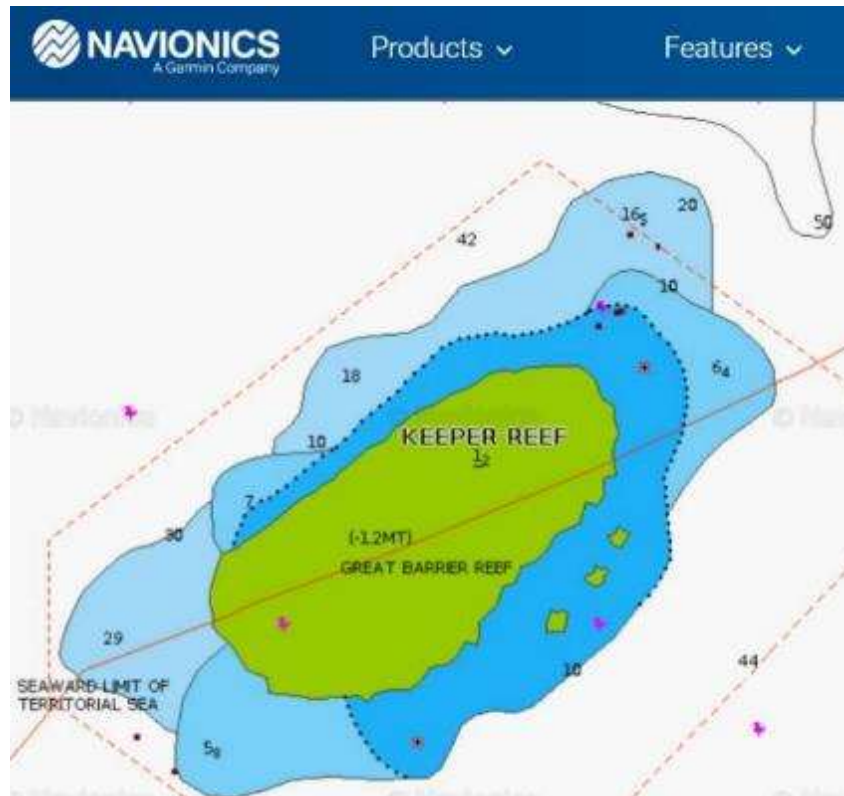 NAVIONICS
A Garmin Company
Products
Features
20
16₅
50
42
10
18
6₄
© Navionics
KEEPER REEF
10
1₂
7
(-1.2MT)
30
GREAT BARRIER REEF
29
44
10
SEAWARD LIMIT OF
TERRITORIAL SEA
5₈